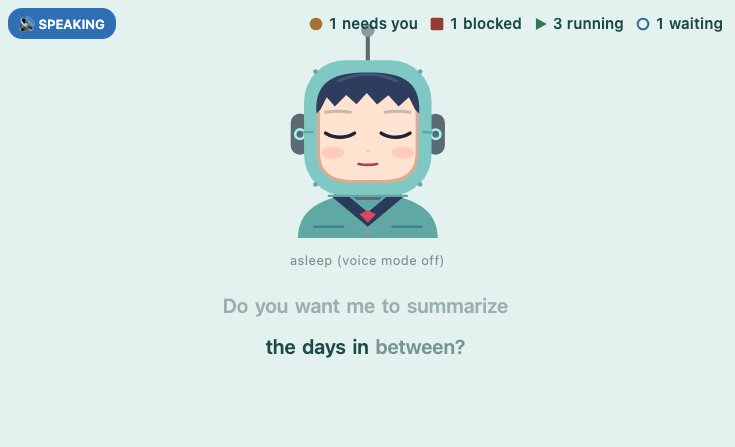 SPEAKING
1 needs you 1 blocked 3 running 1 waiting
asleep (voice mode off)
Do you want me to summarize
the days in between?